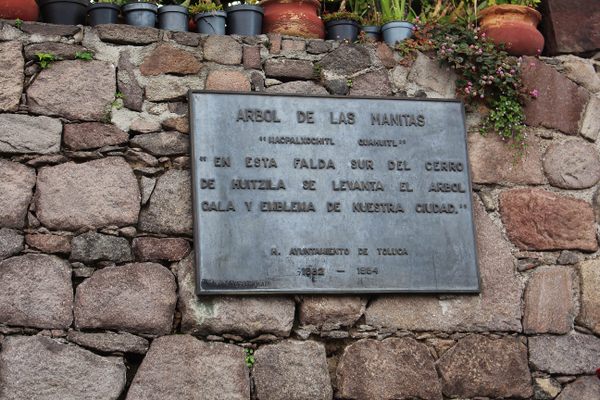 ARBOL DE LAS MANITAS
"MACPALXOCHITL QUAHUITL"
"EN ESTA FALDA SUR DEL CERRO
DE HUITZILA SE LEVANTA EL ARBOL
GALA Y EMBLEMA DE NUESTRA CIUDAD."
H. AYUNTAMIENTO DE TOLUCA
1982 - 1984